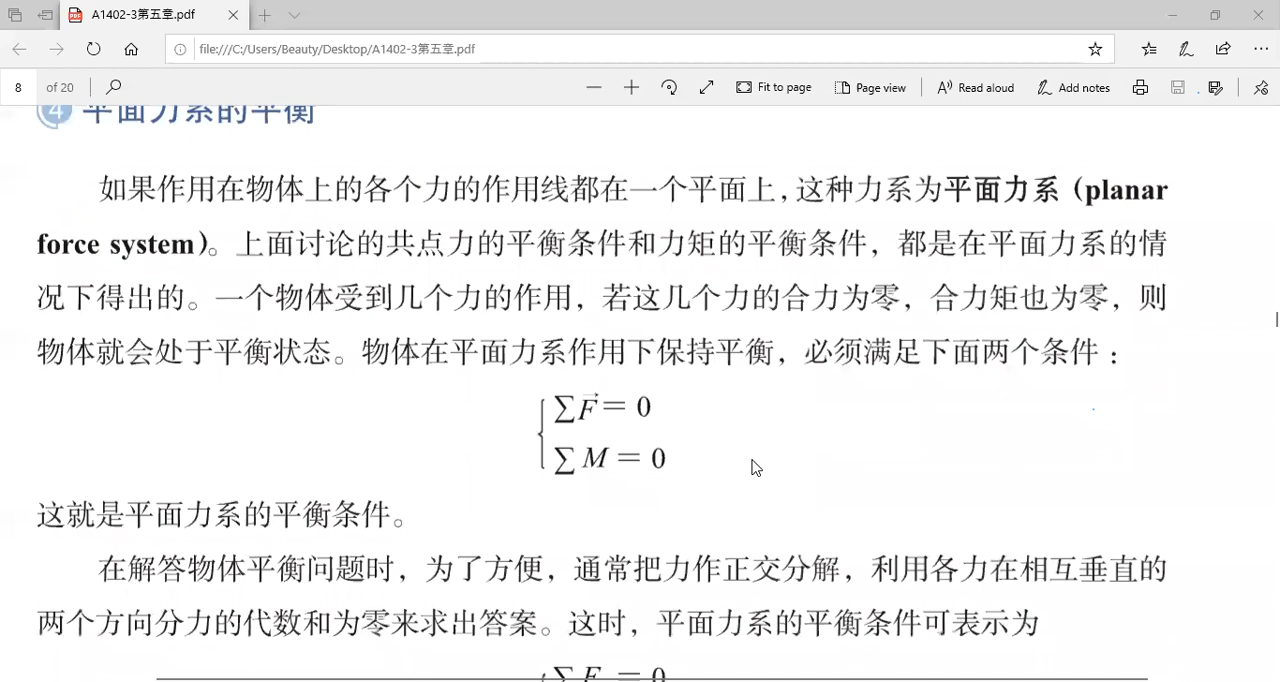 A1402-3第五章.pdf
file:///C:/Users/Beauty/Desktop/A1402-3第五章.pdf
8 of 20 Fit to page Page view Read aloud Add notes
4 平面力系的平衡
如果作用在物体上的各个力的作用线都在一个平面上,这种力系为平面力系(planar
force system)。上面讨论的共点力的平衡条件和力矩的平衡条件，都是在平面力系的情
况下得出的。一个物体受到几个力的作用，若这几个力的合力为零，合力矩也为零，则
物体就会处于平衡状态。物体在平面力系作用下保持平衡，必须满足下面两个条件：
∑F⃗= 0
∑ M = 0
这就是平面力系的平衡条件。
在解答物体平衡问题时，为了方便，通常把力作正交分解，利用各力在相互垂直的
两个方向分力的代数和为零来求出答案。这时，平面力系的平衡条件可表示为